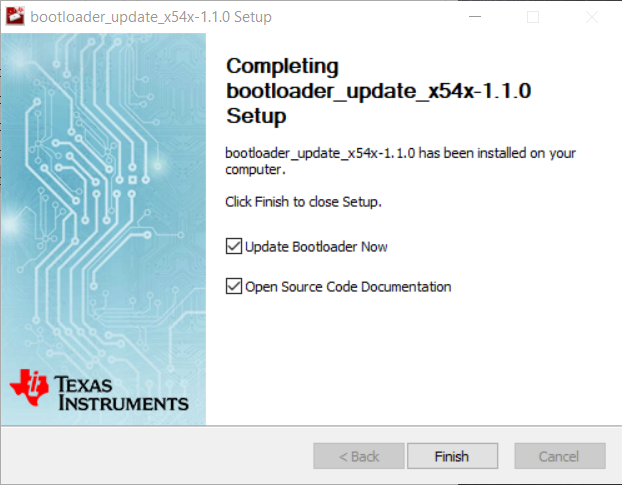 bootloader_update_x54x-1.1.0 Setup
Completing
bootloader_update_x54x-1.1.0
Setup
bootloader_update_x54x-1.1.0 has been installed on your
computer.
Click Finish to close Setup.
Update Bootloader Now
Open Source Code Documentation
TEXAS
INSTRUMENTS
< Back
Finish
Cancel